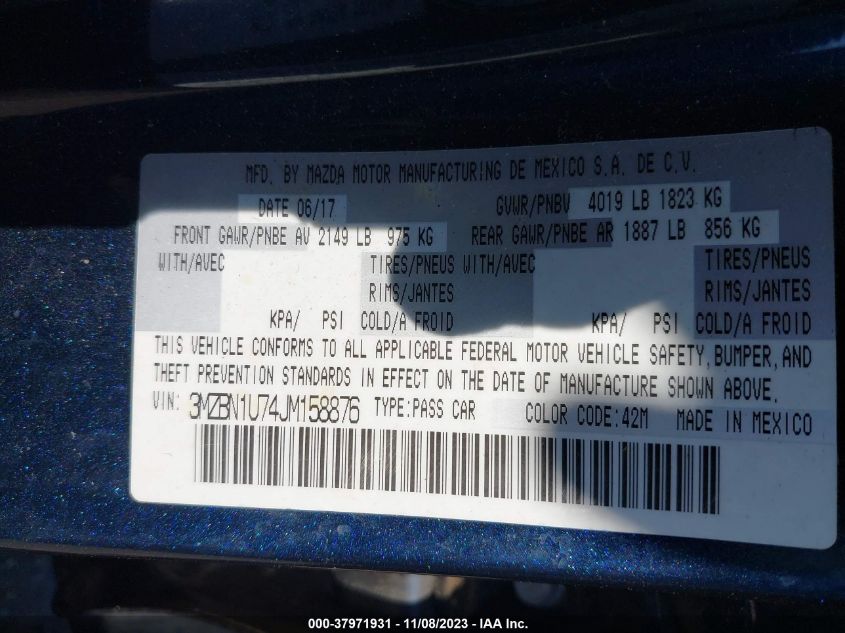 MFD. BY MAZDA MOTOR MANUFACTURING DE MEXICO S.A. DE C.V.
DATE 06/17 GVWR/PNBV 4019 LB 1823 KG
FRONT GAWR/PNBE AV 2149 LB 975 KG REAR GAWR/PNBE AR 1887 LB 856 KG
WITH/AVEC TIRES/PNEUS WITH/AVEC TIRES/PNEUS
RIMS/JANTES RIMS/JANTES
KPA/ PSI COLD/A FROID KPA/ PSI COLD/A FROID
THIS VEHICLE CONFORMS TO ALL APPLICABLE FEDERAL MOTOR VEHICLE SAFETY, BUMPER, AND
THEFT PREVENTION STANDARDS IN EFFECT ON THE DATE OF MANUFACTURE SHOWN ABOVE.
VIN: 3MZBN1U74JM158876 TYPE:PASS CAR COLOR CODE:42M MADE IN MEXICO
000-37971931 - 11/08/2023 - IAA Inc.